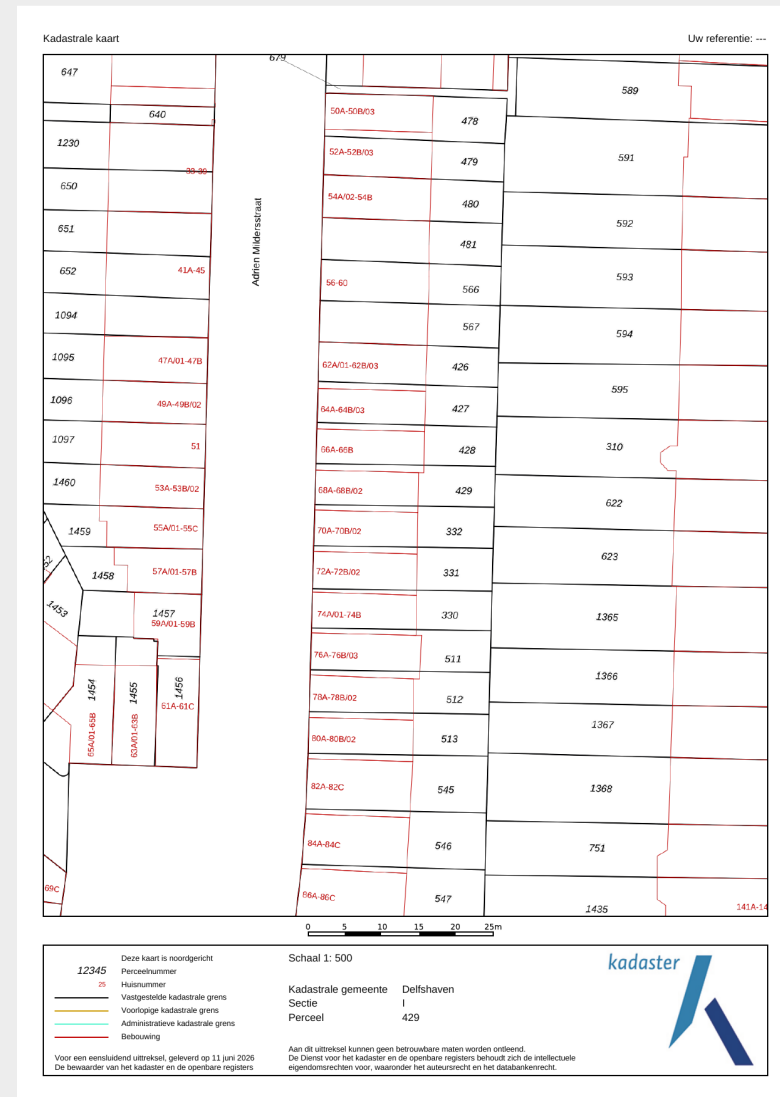 Kadastrale kaart
Uw referentie: ---
679
647
640
1230
38-39
650
651
652
41A-45
1094
1095
47A/01-47B
1096
49A-49B/02
1097
51
1460
53A-53B/02
1459
55A/01-55C
1458
57A/01-57B
1453
1457
59A/01-59B
1454
65A/01-65B
1455
63A/01-63B
1456
61A-61C
69C
Adrien Mildersstraat
50A-50B/03
478
52A-52B/03
479
54A/02-54B
480
481
56-60
566
567
62A/01-62B/03
426
64A-64B/03
427
66A-66B
428
68A-68B/02
429
70A-70B/02
332
72A-72B/02
331
74A/01-74B
330
76A-76B/03
511
78A-78B/02
512
80A-80B/02
513
82A-82C
545
84A-84C
546
86A-86C
547
589
591
592
593
594
595
310
622
623
1365
1366
1367
1368
751
1435
141A-14
0 5 10 15 20 25m
Deze kaart is noordgericht
12345 Perceelnummer
25 Huisnummer
Vastgestelde kadastrale grens
Voorlopige kadastrale grens
Administratieve kadastrale grens
Bebouwing
Voor een eensluidend uittreksel, geleverd op 11 juni 2026
De bewaarder van het kadaster en de openbare registers
Schaal 1: 500
Kadastrale gemeente Delfshaven
Sectie I
Perceel 429
Aan dit uittreksel kunnen geen betrouwbare maten worden ontleend.
De Dienst voor het kadaster en de openbare registers behoudt zich de intellectuele
eigendomsrechten voor, waaronder het auteursrecht en het databankenrecht.
kadaster